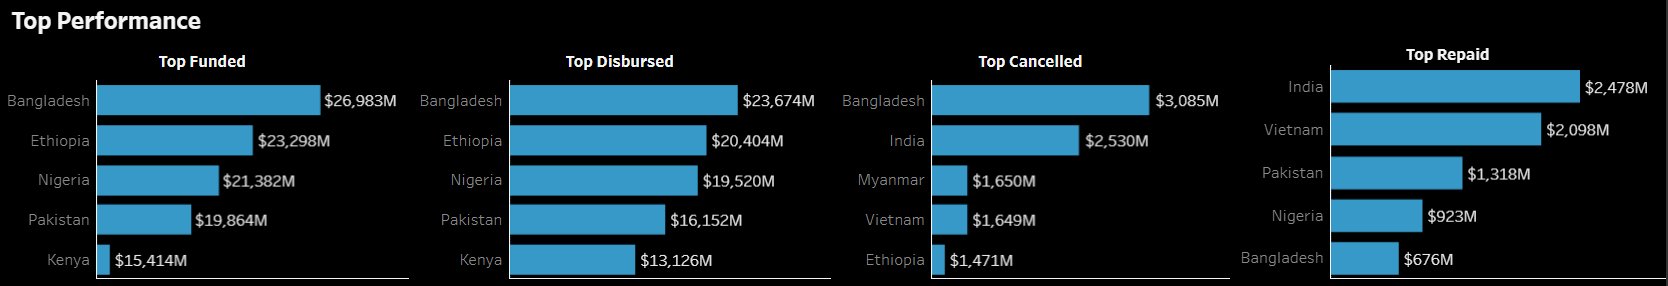 Top Performance
Top Funded
Bangladesh $26,983M
Ethiopia $23,298M
Nigeria $21,382M
Pakistan $19,864M
Kenya $15,414M
Top Disbursed
Bangladesh $23,674M
Ethiopia $20,404M
Nigeria $19,520M
Pakistan $16,152M
Kenya $13,126M
Top Cancelled
Bangladesh $3,085M
India $2,530M
Myanmar $1,650M
Vietnam $1,649M
Ethiopia $1,471M
Top Repaid
India $2,478M
Vietnam $2,098M
Pakistan $1,318M
Nigeria $923M
Bangladesh $676M